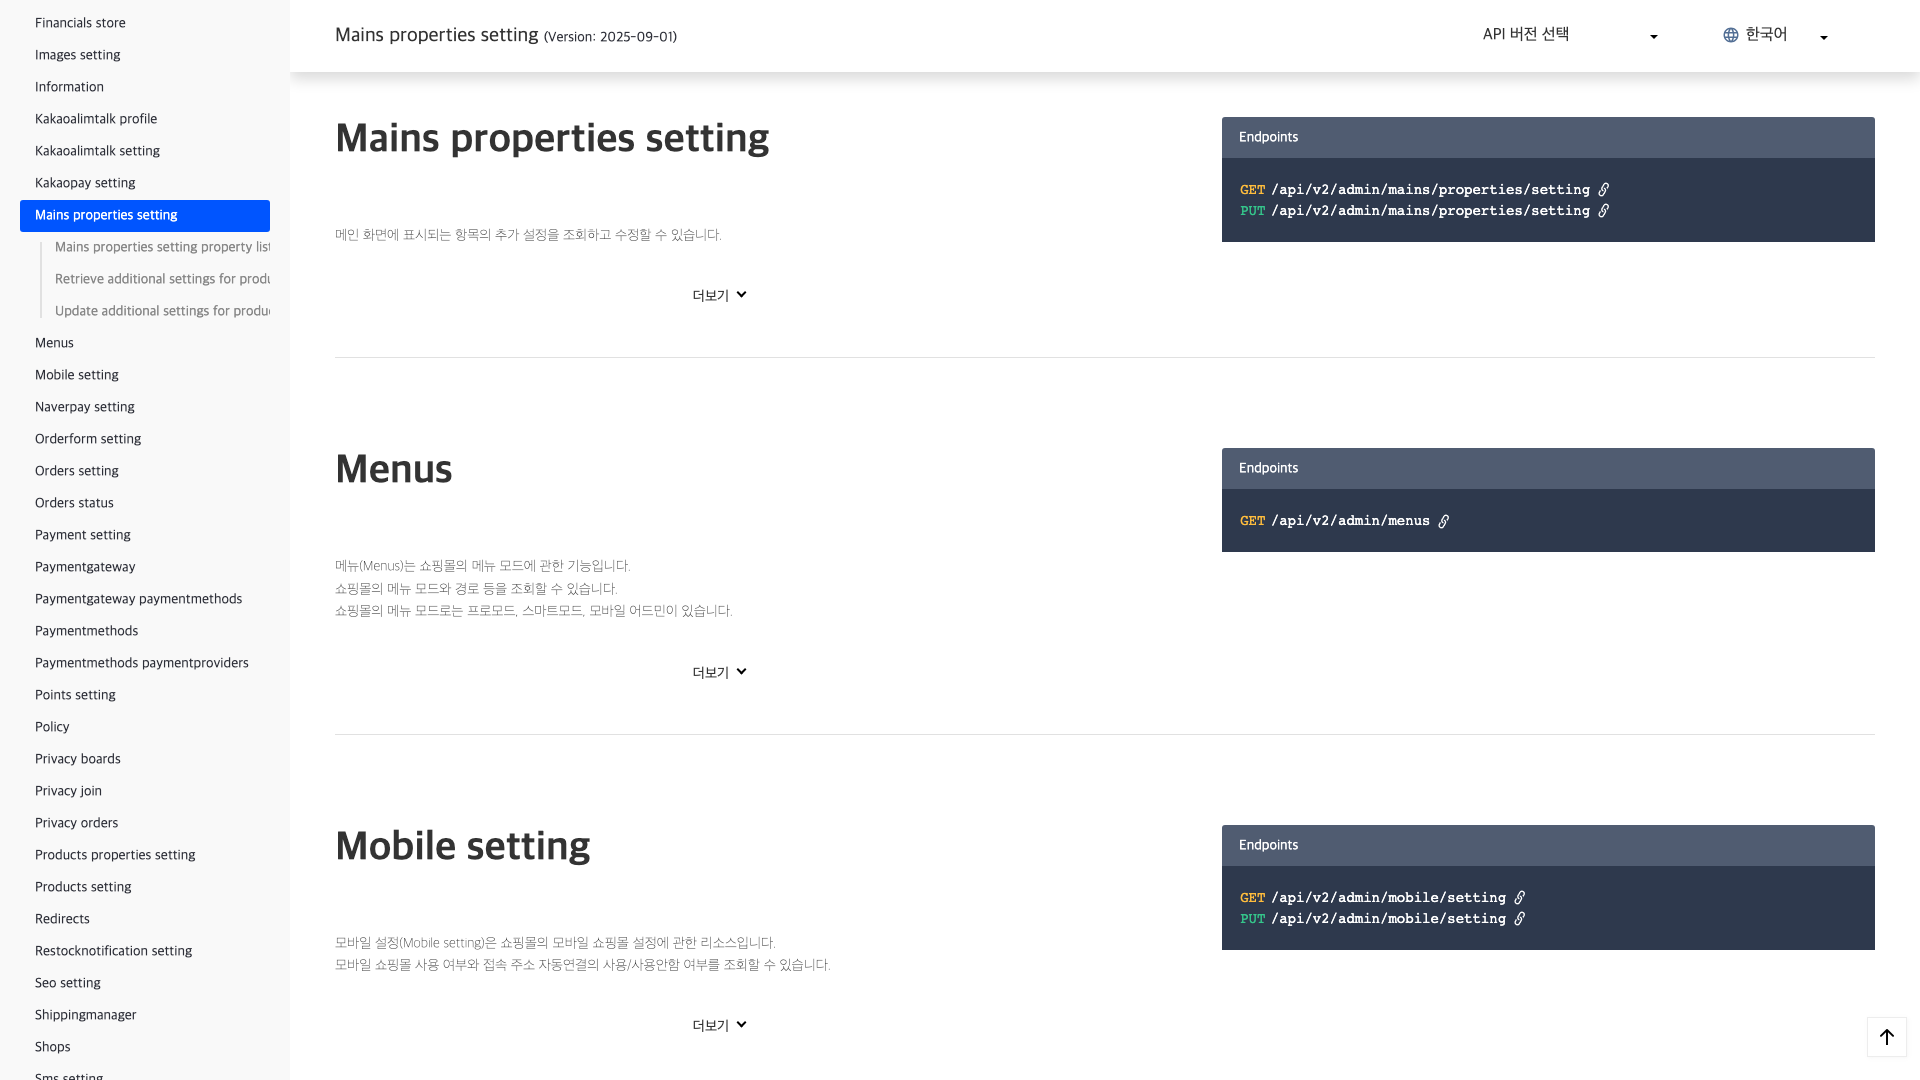 Financials store
Images setting
Information
Kakaoalimtalk profile
Kakaoalimtalk setting
Kakaopay setting
Mains properties setting
Mains properties setting property list
Retrieve additional settings for produ
Update additional settings for produc
Menus
Mobile setting
Naverpay setting
Orderform setting
Orders setting
Orders status
Payment setting
Paymentgateway
Paymentgateway paymentmethods
Paymentmethods
Paymentmethods paymentproviders
Points setting
Policy
Privacy boards
Privacy join
Privacy orders
Products properties setting
Products setting
Redirects
Restocknotification setting
Seo setting
Shippingmanager
Shops
Sms setting
Mains properties setting (Version: 2025-09-01)
API 버전 선택
한국어
Mains properties setting
메인 화면에 표시되는 항목의 추가 설정을 조회하고 수정할 수 있습니다.
더보기
Endpoints
GET /api/v2/admin/mains/properties/setting
PUT /api/v2/admin/mains/properties/setting
Menus
메뉴(Menus)는 쇼핑몰의 메뉴 모드에 관한 기능입니다.
쇼핑몰의 메뉴 모드와 경로 등을 조회할 수 있습니다.
쇼핑몰의 메뉴 모드로는 프로모드, 스마트모드, 모바일 어드민이 있습니다.
더보기
Endpoints
GET /api/v2/admin/menus
Mobile setting
모바일 설정(Mobile setting)은 쇼핑몰의 모바일 쇼핑몰 설정에 관한 리소스입니다.
모바일 쇼핑몰 사용 여부와 접속 주소 자동연결의 사용/사용안함 여부를 조회할 수 있습니다.
더보기
Endpoints
GET /api/v2/admin/mobile/setting
PUT /api/v2/admin/mobile/setting